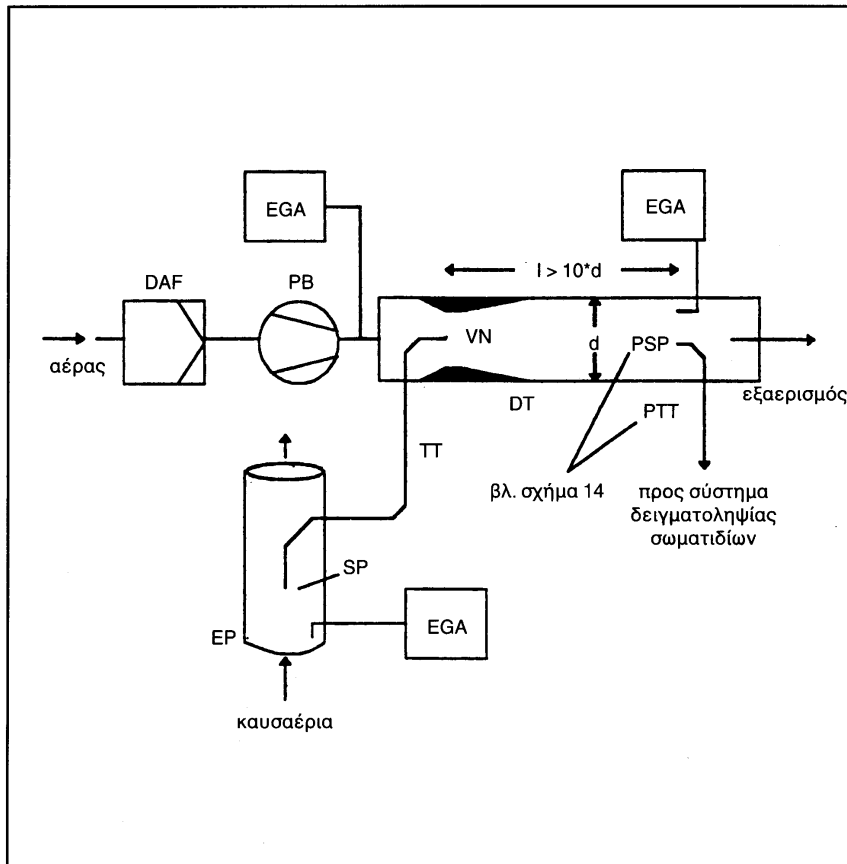 EGA
EGA
l > 10*d
DAF
PB
VN
d
PSP
αέρας
DT
εξαερισμός
PTT
TT
βλ. σχήμα 14
προς σύστημα
δειγματοληψίας
σωματιδίων
SP
EP
EGA
καυσαέρια